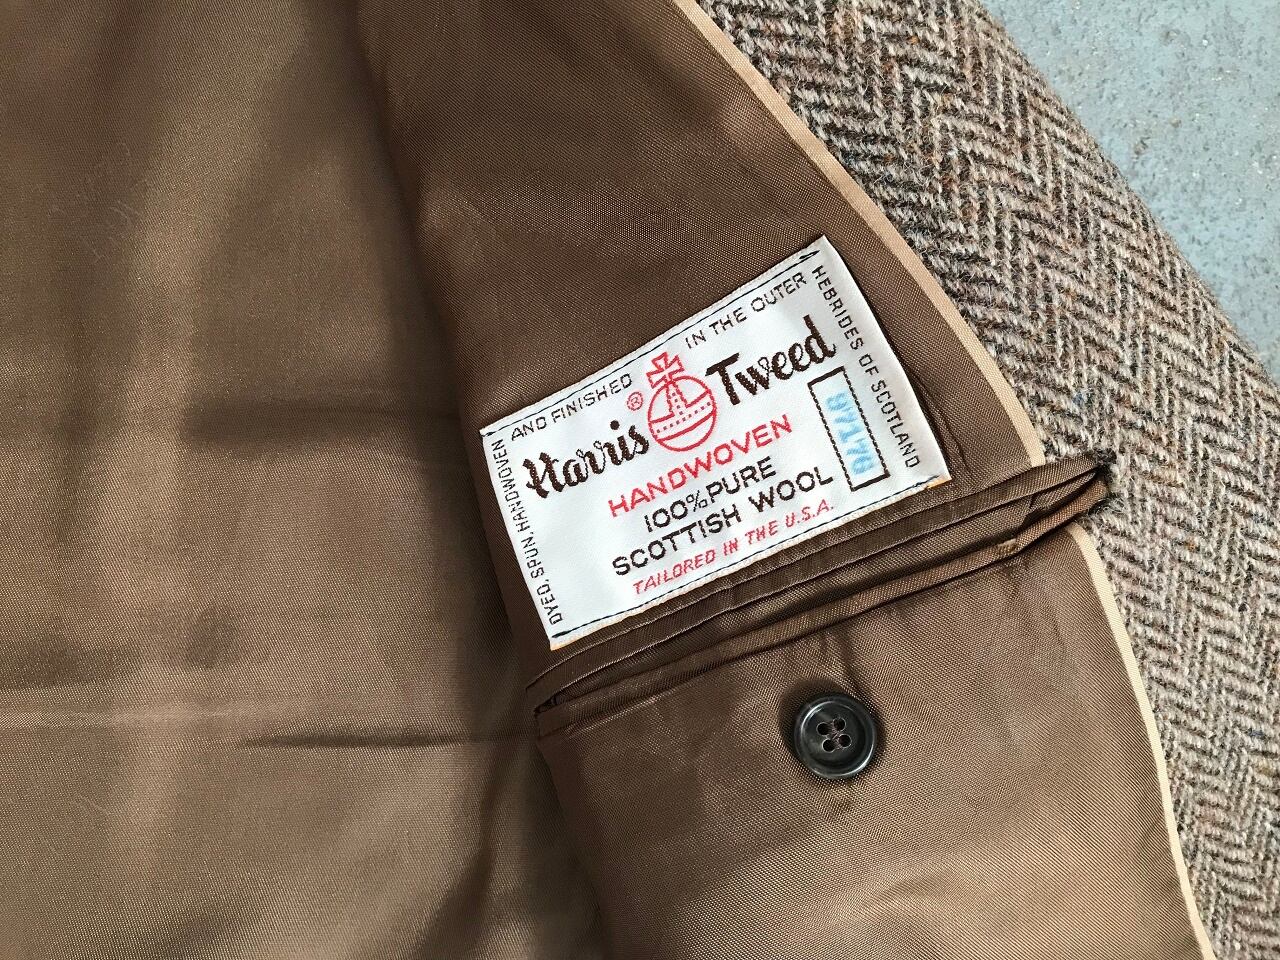 DYED, SPUN, HANDWOVEN
AND FINISHED
IN THE OUTER
HEBRIDES OF SCOTLAND
Harris ® Tweed
HANDWOVEN
100% PURE
SCOTTISH WOOL
TAILORED IN THE U.S.A.